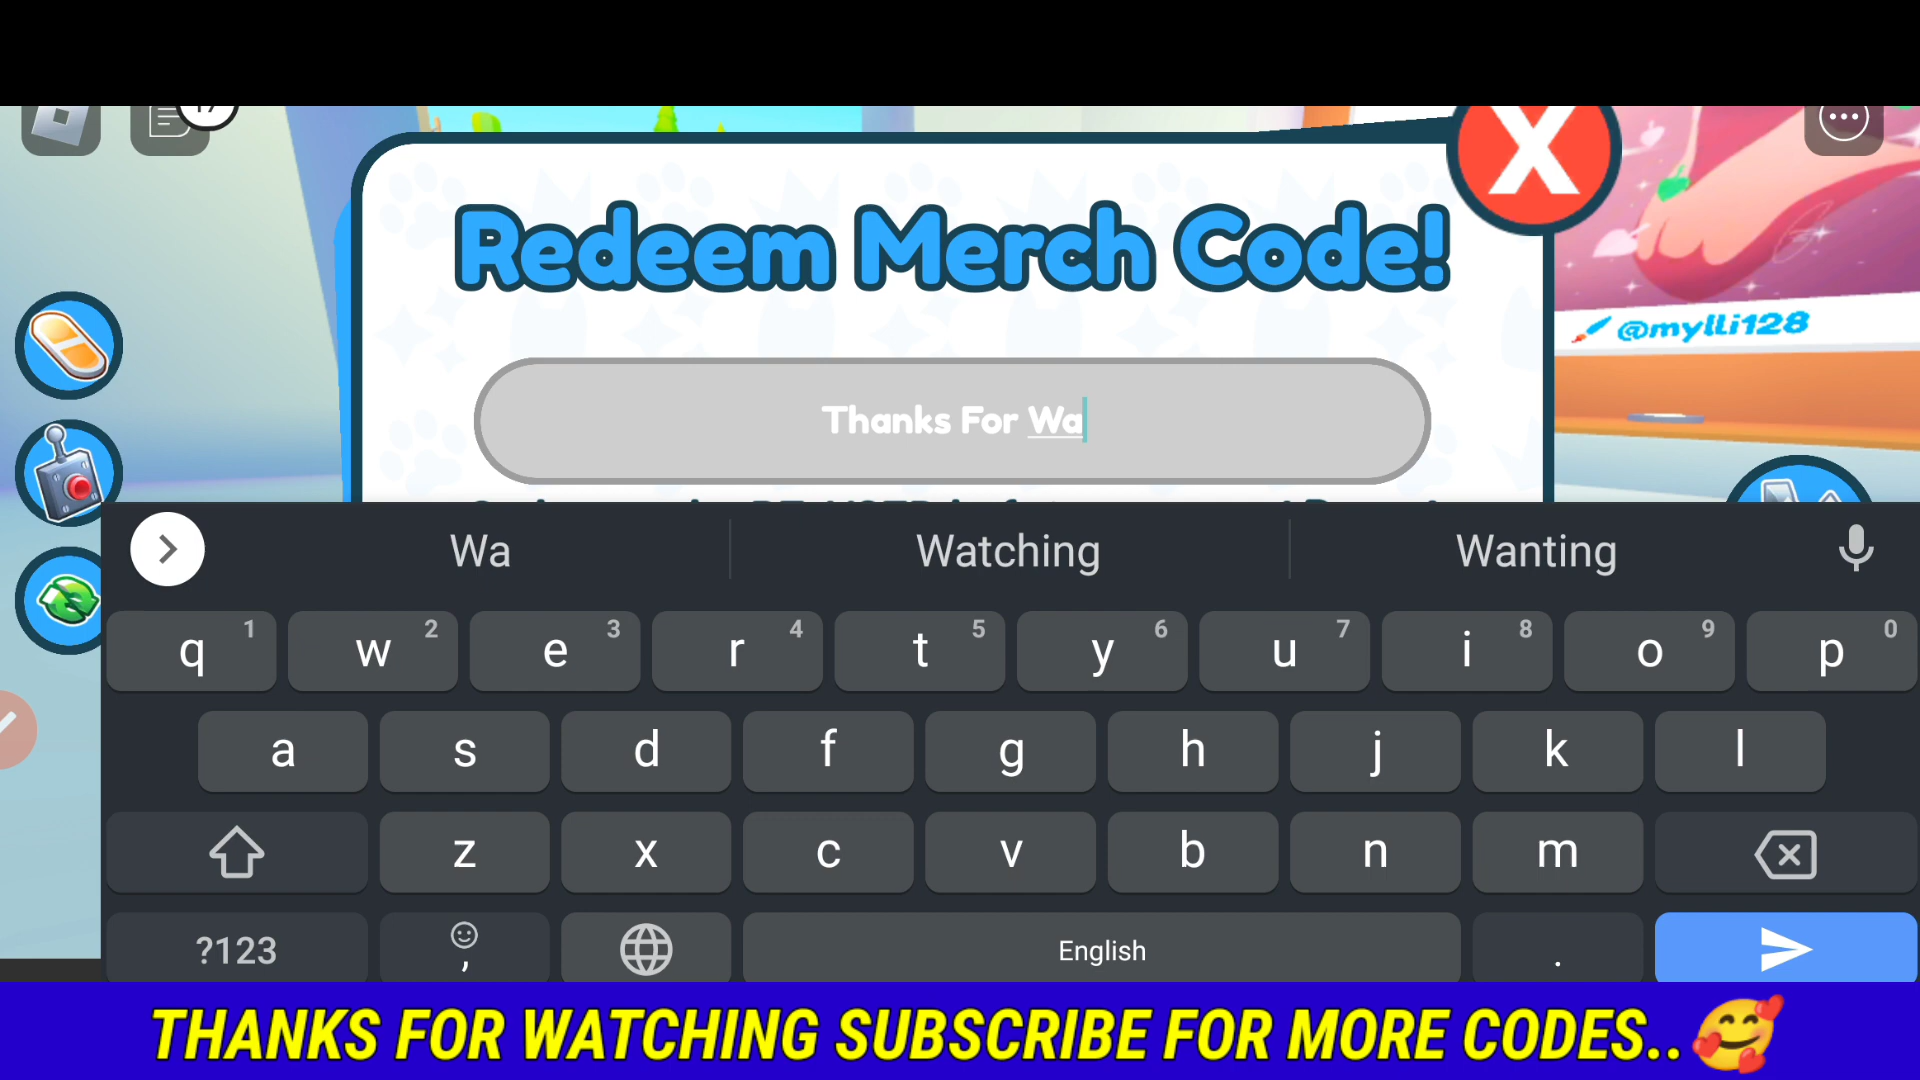 X
Redeem Merch Code!
@mylli128
Thanks For Wa
Wa Watching Wanting
q 1 w 2 e 3 r 4 t 5 y 6 u 7 i 8 o 9 p 0
a s d f g h j k l
z x c v b n m
?123 , English .
THANKS FOR WATCHING SUBSCRIBE FOR MORE CODES..🥰